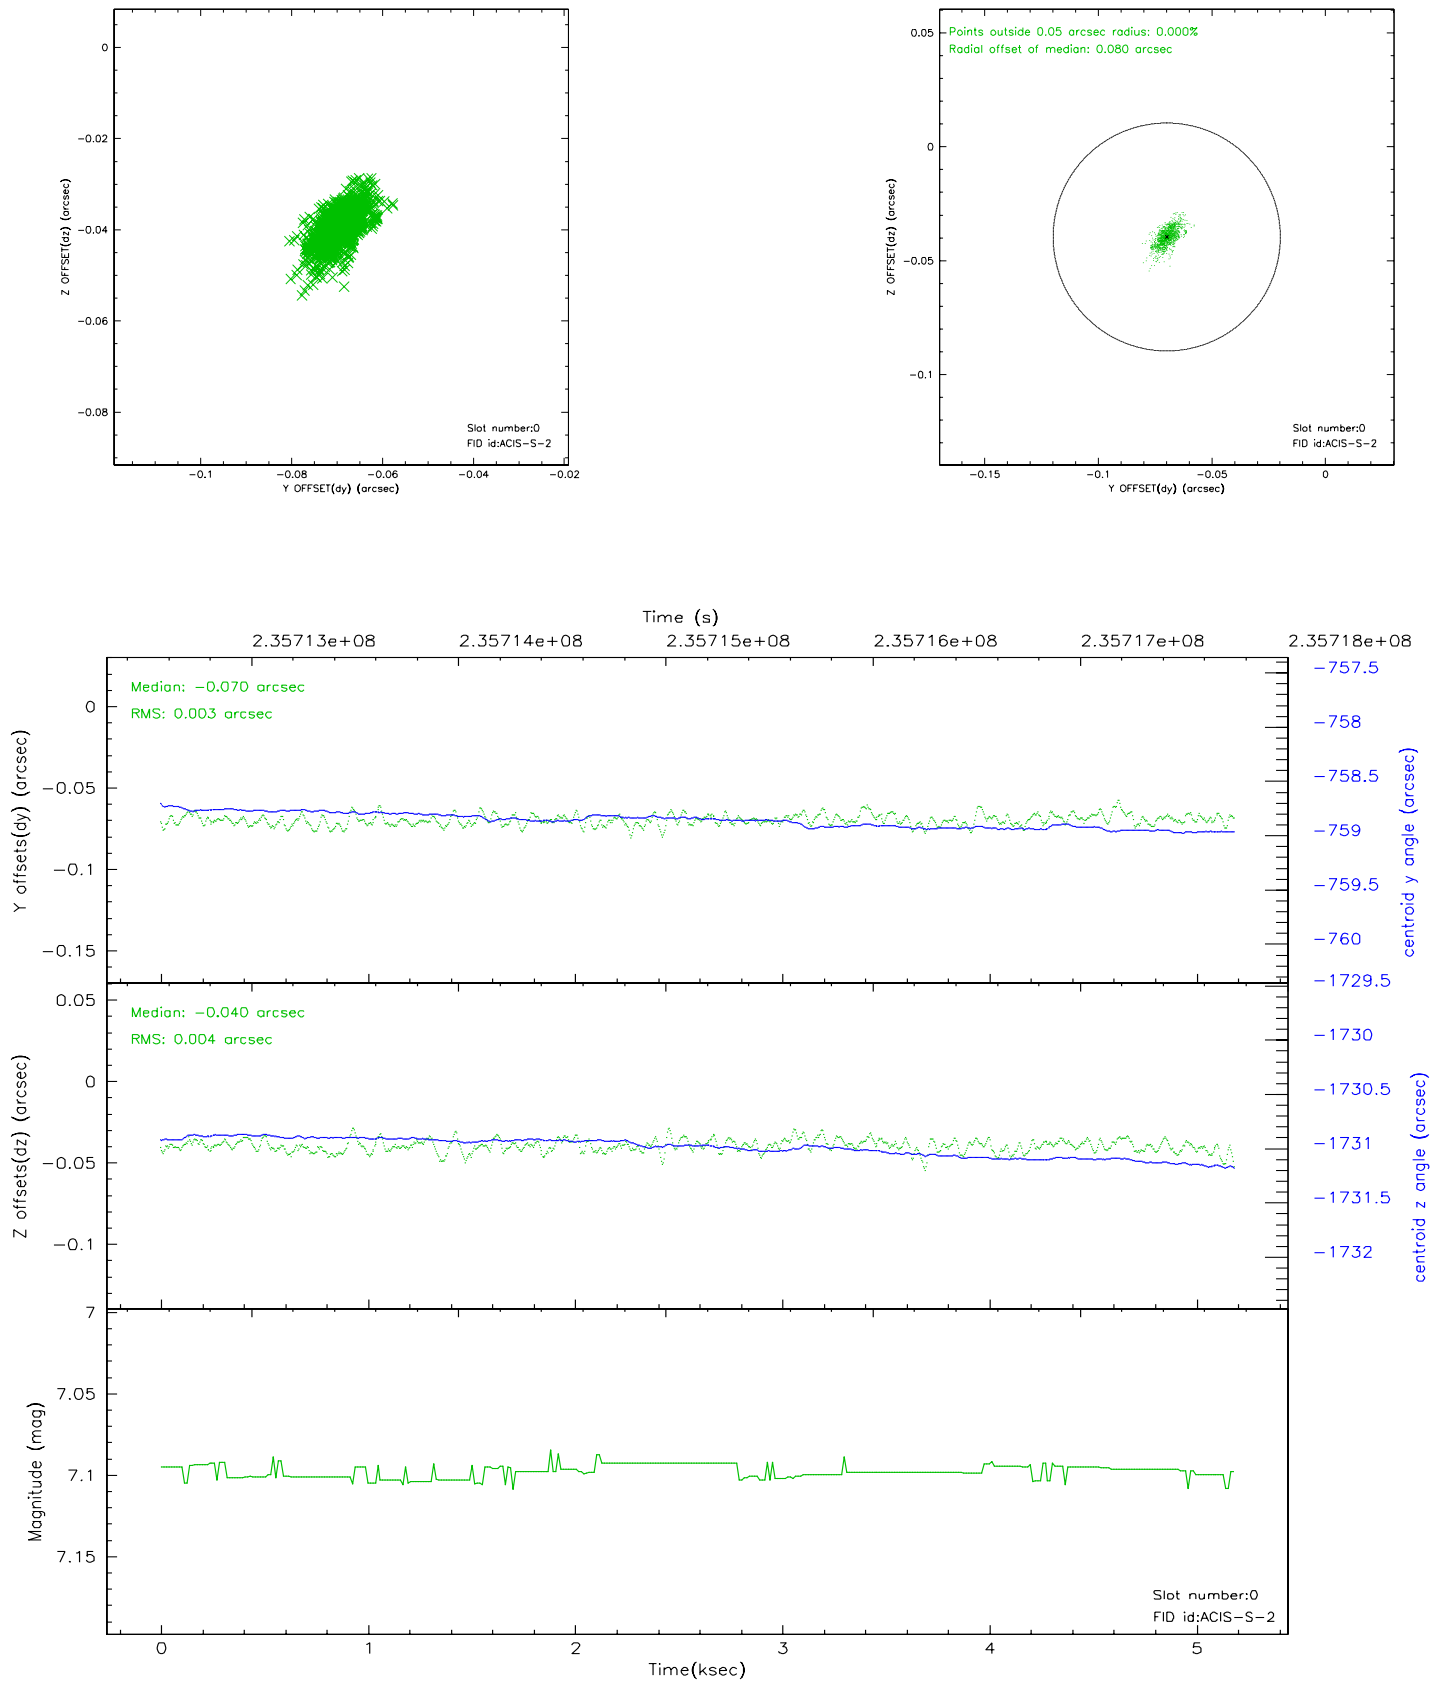 0
−0.02
−0.04
−0.06
−0.08
Z OFFSET(dz) (arcsec)
Slot number:0
FID id:ACIS−S−2
−0.1
−0.08
−0.06
−0.04
−0.02
Y OFFSET(dy) (arcsec)
Points outside 0.05 arcsec radius: 0.000%
Radial offset of median: 0.080 arcsec
0.05
0
−0.05
−0.1
Z OFFSET(dz) (arcsec)
Slot number:0
FID id:ACIS−S−2
−0.15
−0.1
−0.05
0
Y OFFSET(dy) (arcsec)
Time (s)
2.35713e+08
2.35714e+08
2.35715e+08
2.35716e+08
2.35717e+08
2.35718e+08
Median: −0.070 arcsec
RMS: 0.003 arcsec
0
−0.05
−0.1
−0.15
Y offsets(dy) (arcsec)
−757.5
−758
−758.5
−759
−759.5
−760
centroid y angle (arcsec)
Median: −0.040 arcsec
RMS: 0.004 arcsec
0.05
0
−0.05
−0.1
Z offsets(dz) (arcsec)
−1729.5
−1730
−1730.5
−1731
−1731.5
−1732
centroid z angle (arcsec)
7
7.05
7.1
7.15
Magnitude (mag)
Slot number:0
FID id:ACIS−S−2
0
1
2
3
4
5
Time(ksec)